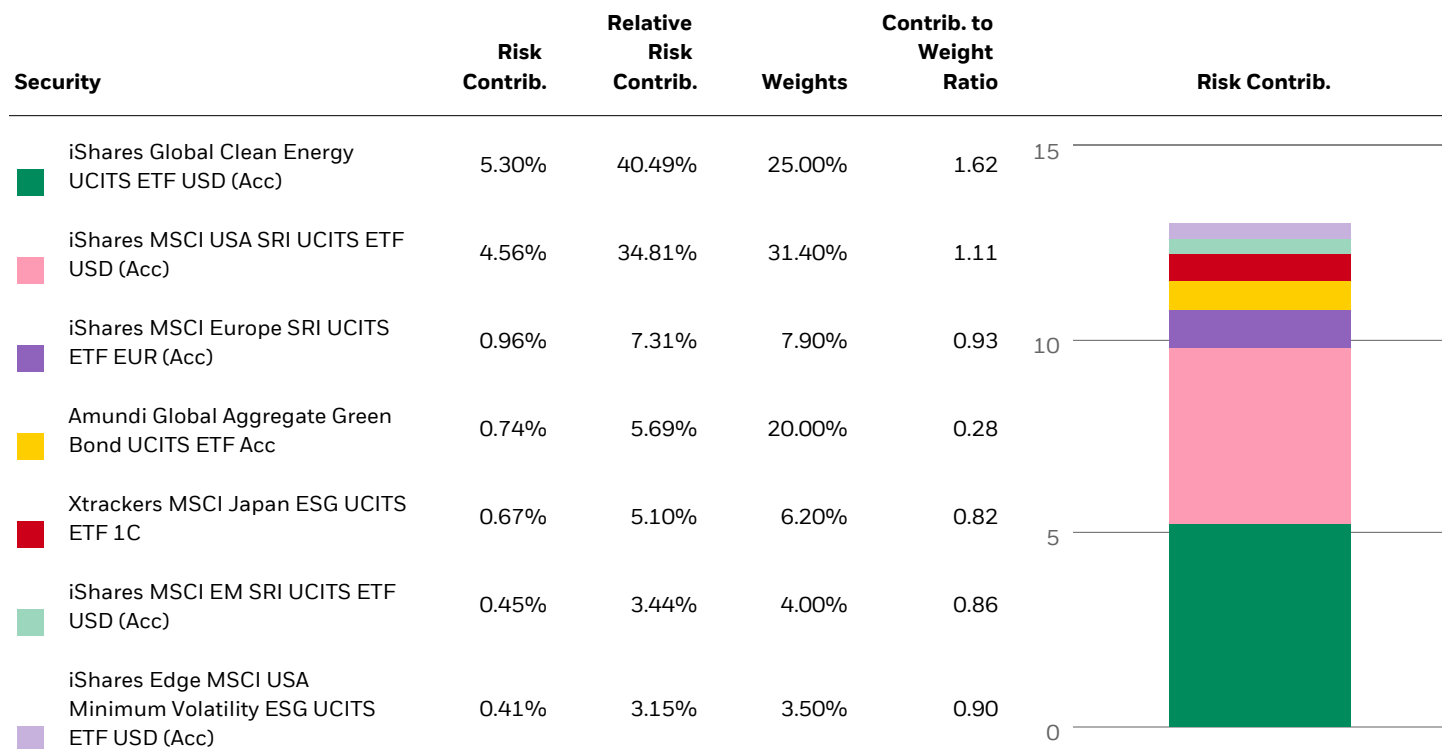 Security Risk Contrib. Relative Risk Contrib. Weights Contrib. to Weight Ratio Risk Contrib.
iShares Global Clean Energy
UCITS ETF USD (Acc)
5.30% 40.49% 25.00% 1.62
iShares MSCI USA SRI UCITS ETF
USD (Acc)
4.56% 34.81% 31.40% 1.11
iShares MSCI Europe SRI UCITS
ETF EUR (Acc)
0.96% 7.31% 7.90% 0.93
Amundi Global Aggregate Green
Bond UCITS ETF Acc
0.74% 5.69% 20.00% 0.28
Xtrackers MSCI Japan ESG UCITS
ETF 1C
0.67% 5.10% 6.20% 0.82
iShares MSCI EM SRI UCITS ETF
USD (Acc)
0.45% 3.44% 4.00% 0.86
iShares Edge MSCI USA
Minimum Volatility ESG UCITS
ETF USD (Acc)
0.41% 3.15% 3.50% 0.90
15
10
5
0